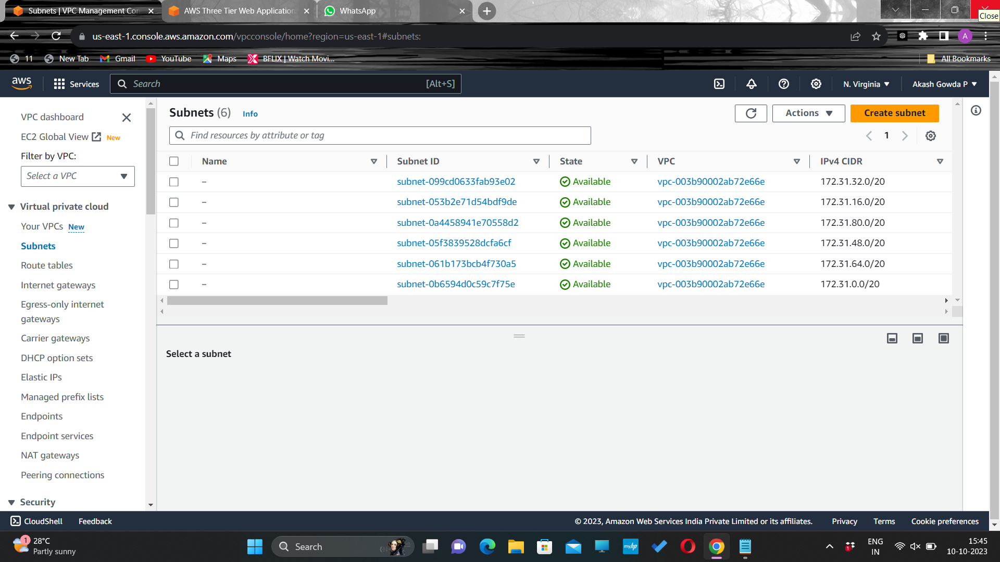 Subnets | VPC Management Co
AWS Three Tier Web Application
WhatsApp
Close
us-east-1.console.aws.amazon.com/vpcconsole/home?region=us-east-1#subnets:
A
11
New Tab
Gmail
YouTube
Maps
BFLIX | Watch Movi...
All Bookmarks
aws
Services
Search
[Alt+S]
N. Virginia
Akash Gowda P
VPC dashboard
EC2 Global View New
Filter by VPC:
Select a VPC
Virtual private cloud
Your VPCs New
Subnets
Route tables
Internet gateways
Egress-only internet
gateways
Carrier gateways
DHCP option sets
Elastic IPs
Managed prefix lists
Endpoints
Endpoint services
NAT gateways
Peering connections
Security
Subnets (6) Info
Actions
Create subnet
Find resources by attribute or tag
1
Name Subnet ID State VPC IPv4 CIDR
– subnet-099cd0633fab93e02 Available vpc-003b90002ab72e66e 172.31.32.0/20
– subnet-053b2e71d54bdf9de Available vpc-003b90002ab72e66e 172.31.16.0/20
– subnet-0a4458941e70558d2 Available vpc-003b90002ab72e66e 172.31.80.0/20
– subnet-05f3839528dcfa6cf Available vpc-003b90002ab72e66e 172.31.48.0/20
– subnet-061b173bcb4f730a5 Available vpc-003b90002ab72e66e 172.31.64.0/20
– subnet-0b6594d0c59c7f75e Available vpc-003b90002ab72e66e 172.31.0.0/20
Select a subnet
CloudShell
Feedback
© 2023, Amazon Web Services India Private Limited or its affiliates.
Privacy
Terms
Cookie preferences
1
28°C
Partly sunny
Search
myhp
1
ENG
IN
15:45
10-10-2023